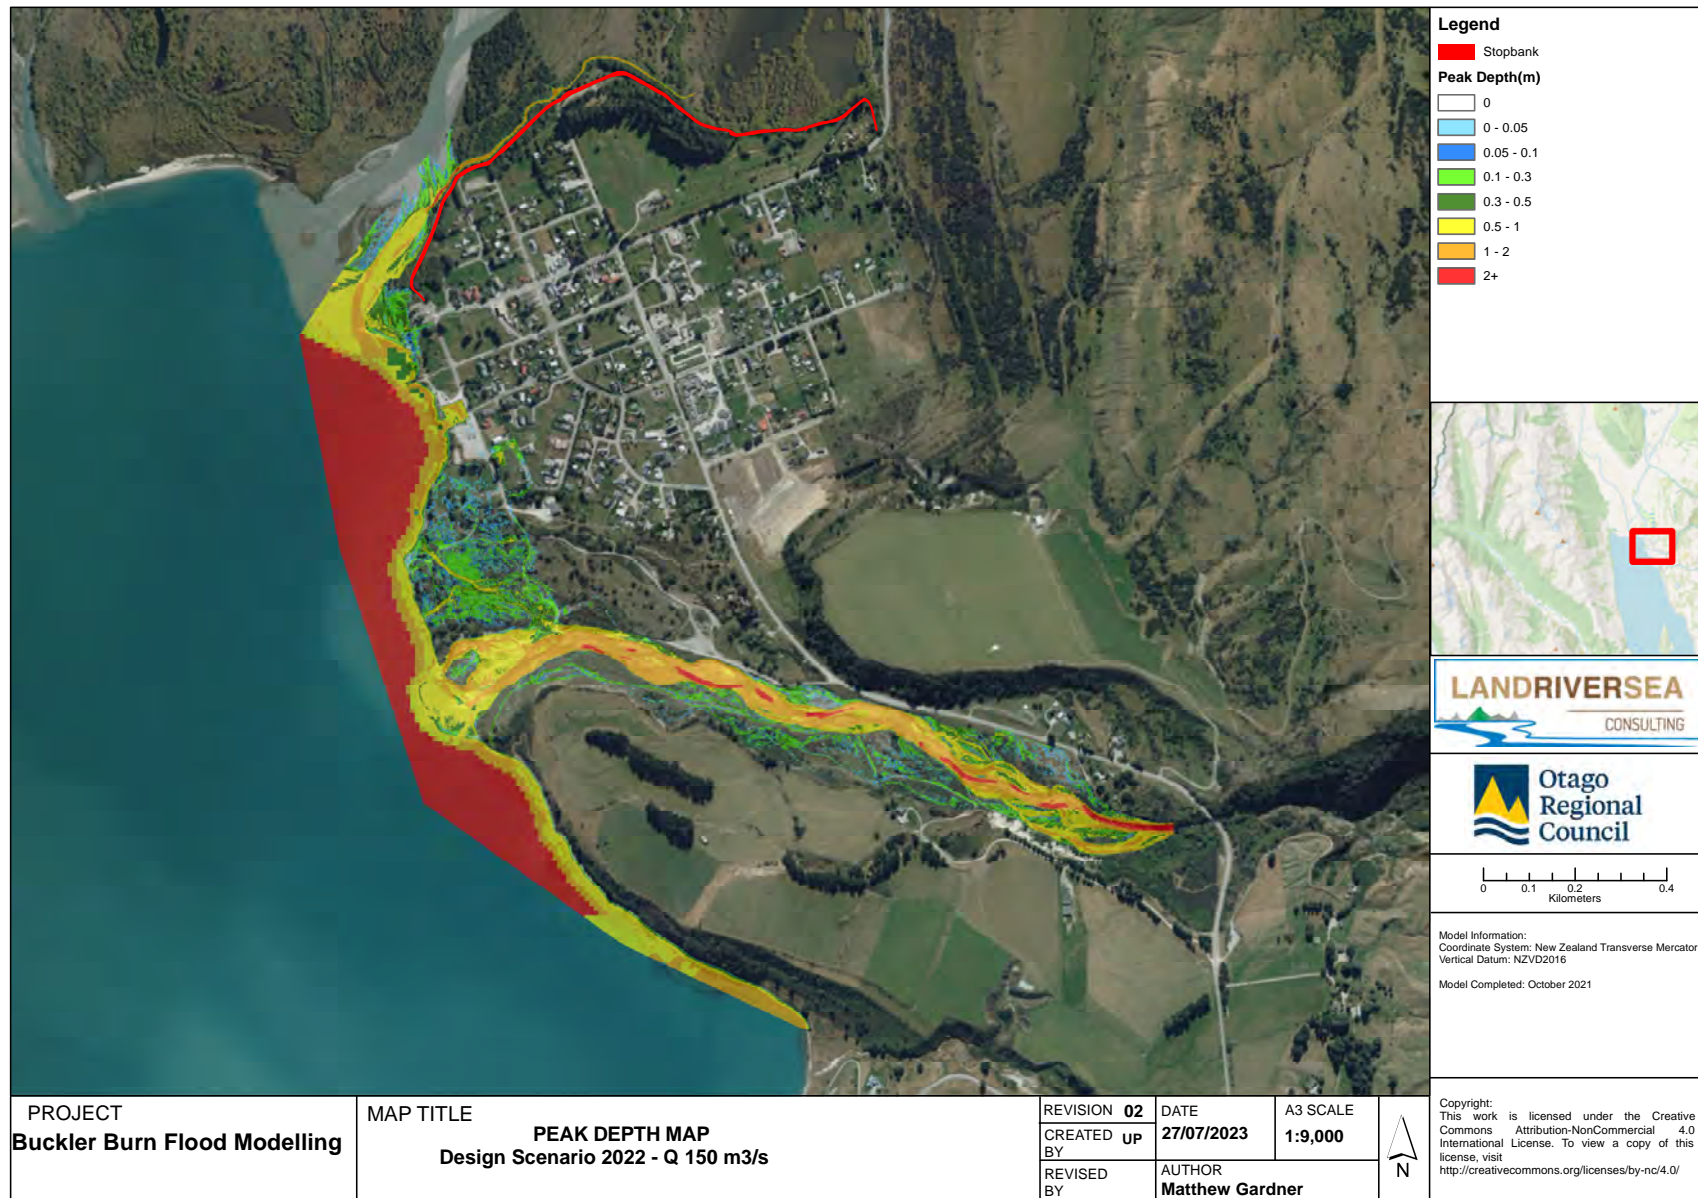 Legend
Stopbank
Peak Depth(m)
0
0 - 0.05
0.05 - 0.1
0.1 - 0.3
0.3 - 0.5
0.5 - 1
1 - 2
2+
LANDRIVERSEA
CONSULTING
Otago
Regional
Council
0 0.1 0.2 0.4
Kilometers
Model Information:
Coordinate System: New Zealand Transverse Mercator
Vertical Datum: NZVD2016
Model Completed: October 2021
Copyright:
This work is licensed under the Creative
Commons Attribution-NonCommercial 4.0
International License. To view a copy of this
license, visit
http://creativecommons.org/licenses/by-nc/4.0/
PROJECT
Buckler Burn Flood Modelling
MAP TITLE
PEAK DEPTH MAP
Design Scenario 2022 - Q 150 m3/s
REVISION 02
CREATED BY UP
REVISED BY
DATE
27/07/2023
A3 SCALE
1:9,000
AUTHOR
Matthew Gardner
N